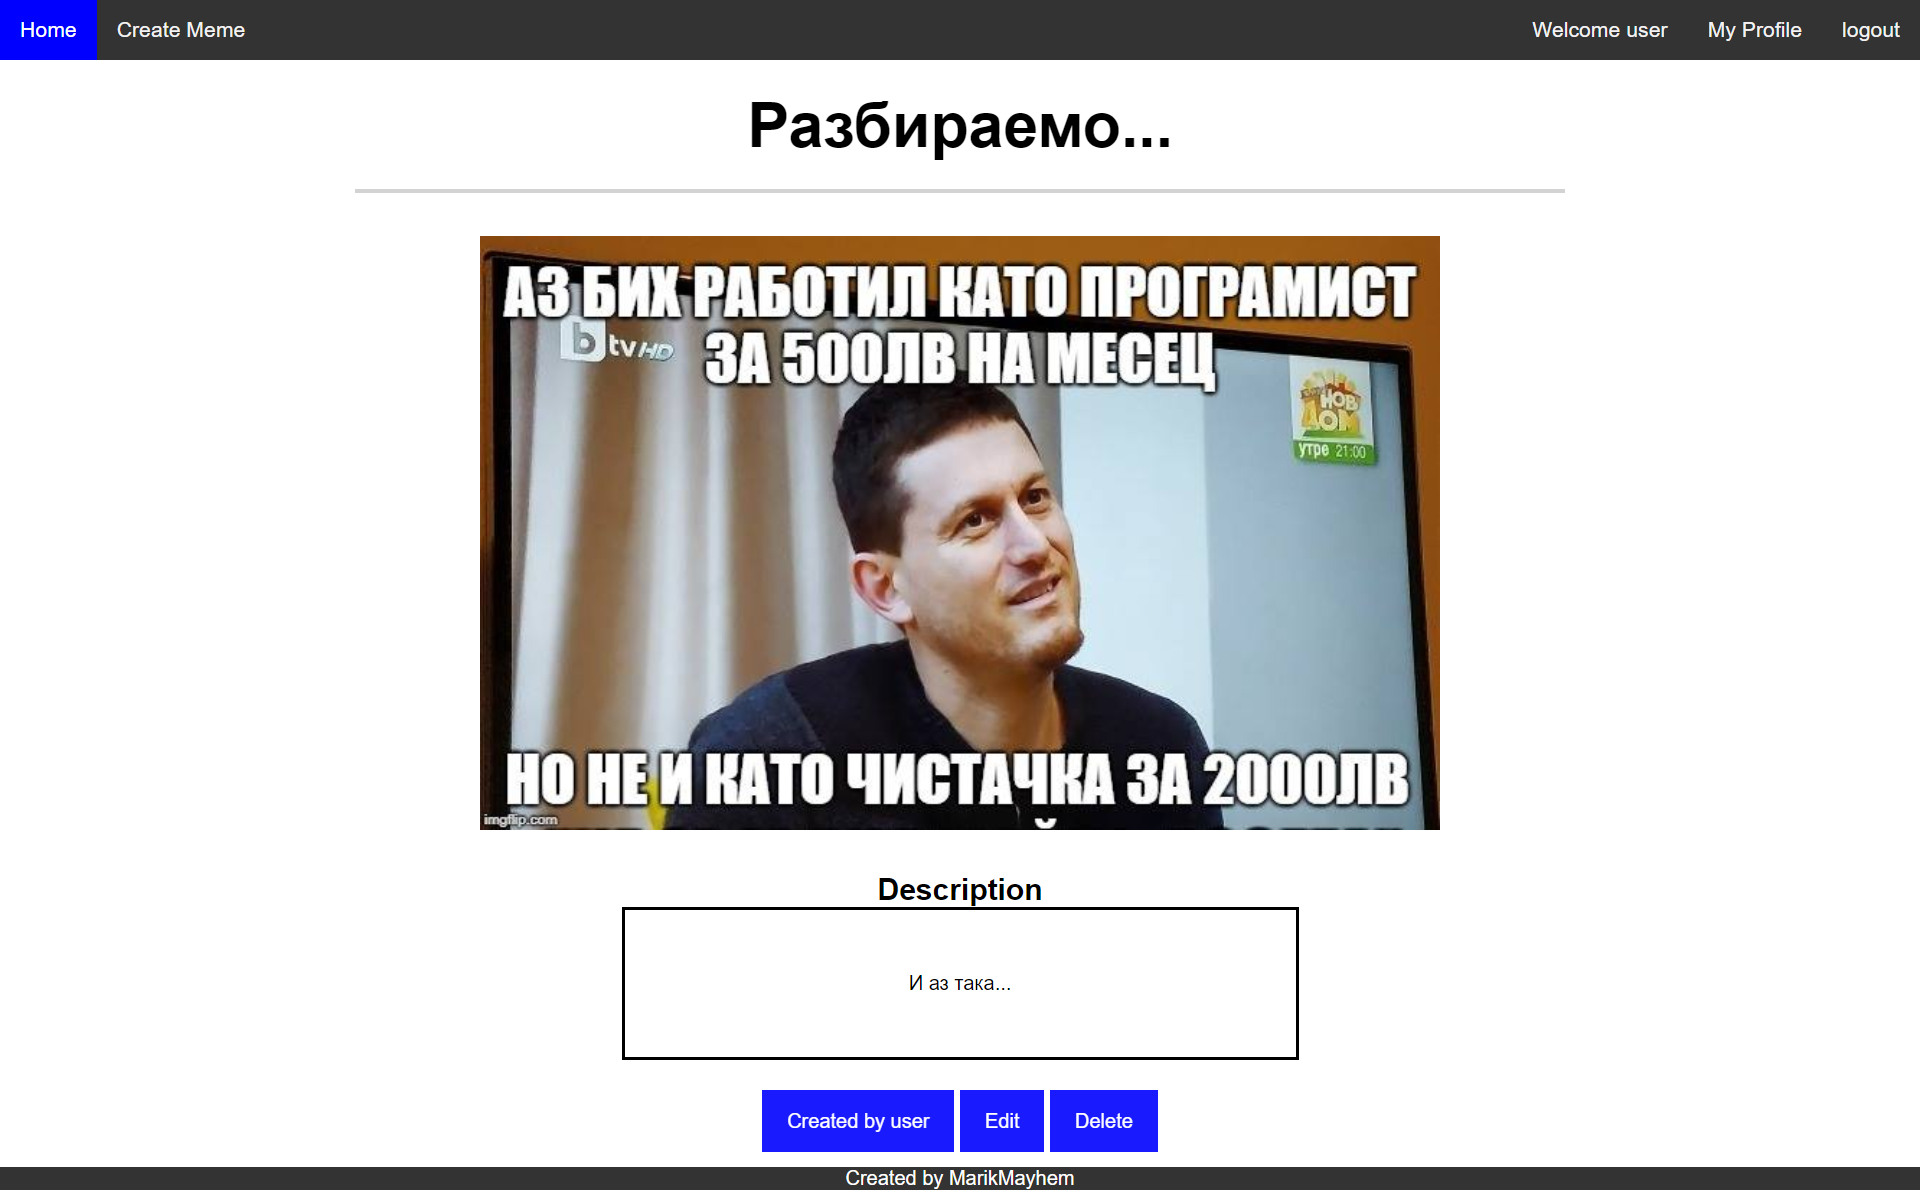 Home
Create Meme
Welcome user
My Profile
logout
Разбираемо...
АЗ БИХ РАБОТИЛ КАТО ПРОГРАМИСТ
ЗА 500ЛВ НА МЕСЕЦ
btv HD
НОВ
ДОМ
утре 21:00
НО НЕ И КАТО ЧИСТАЧКА ЗА 2000ЛВ
imgflip.com
Description
И аз така...
Created by user
Edit
Delete
Created by MarikMayhem